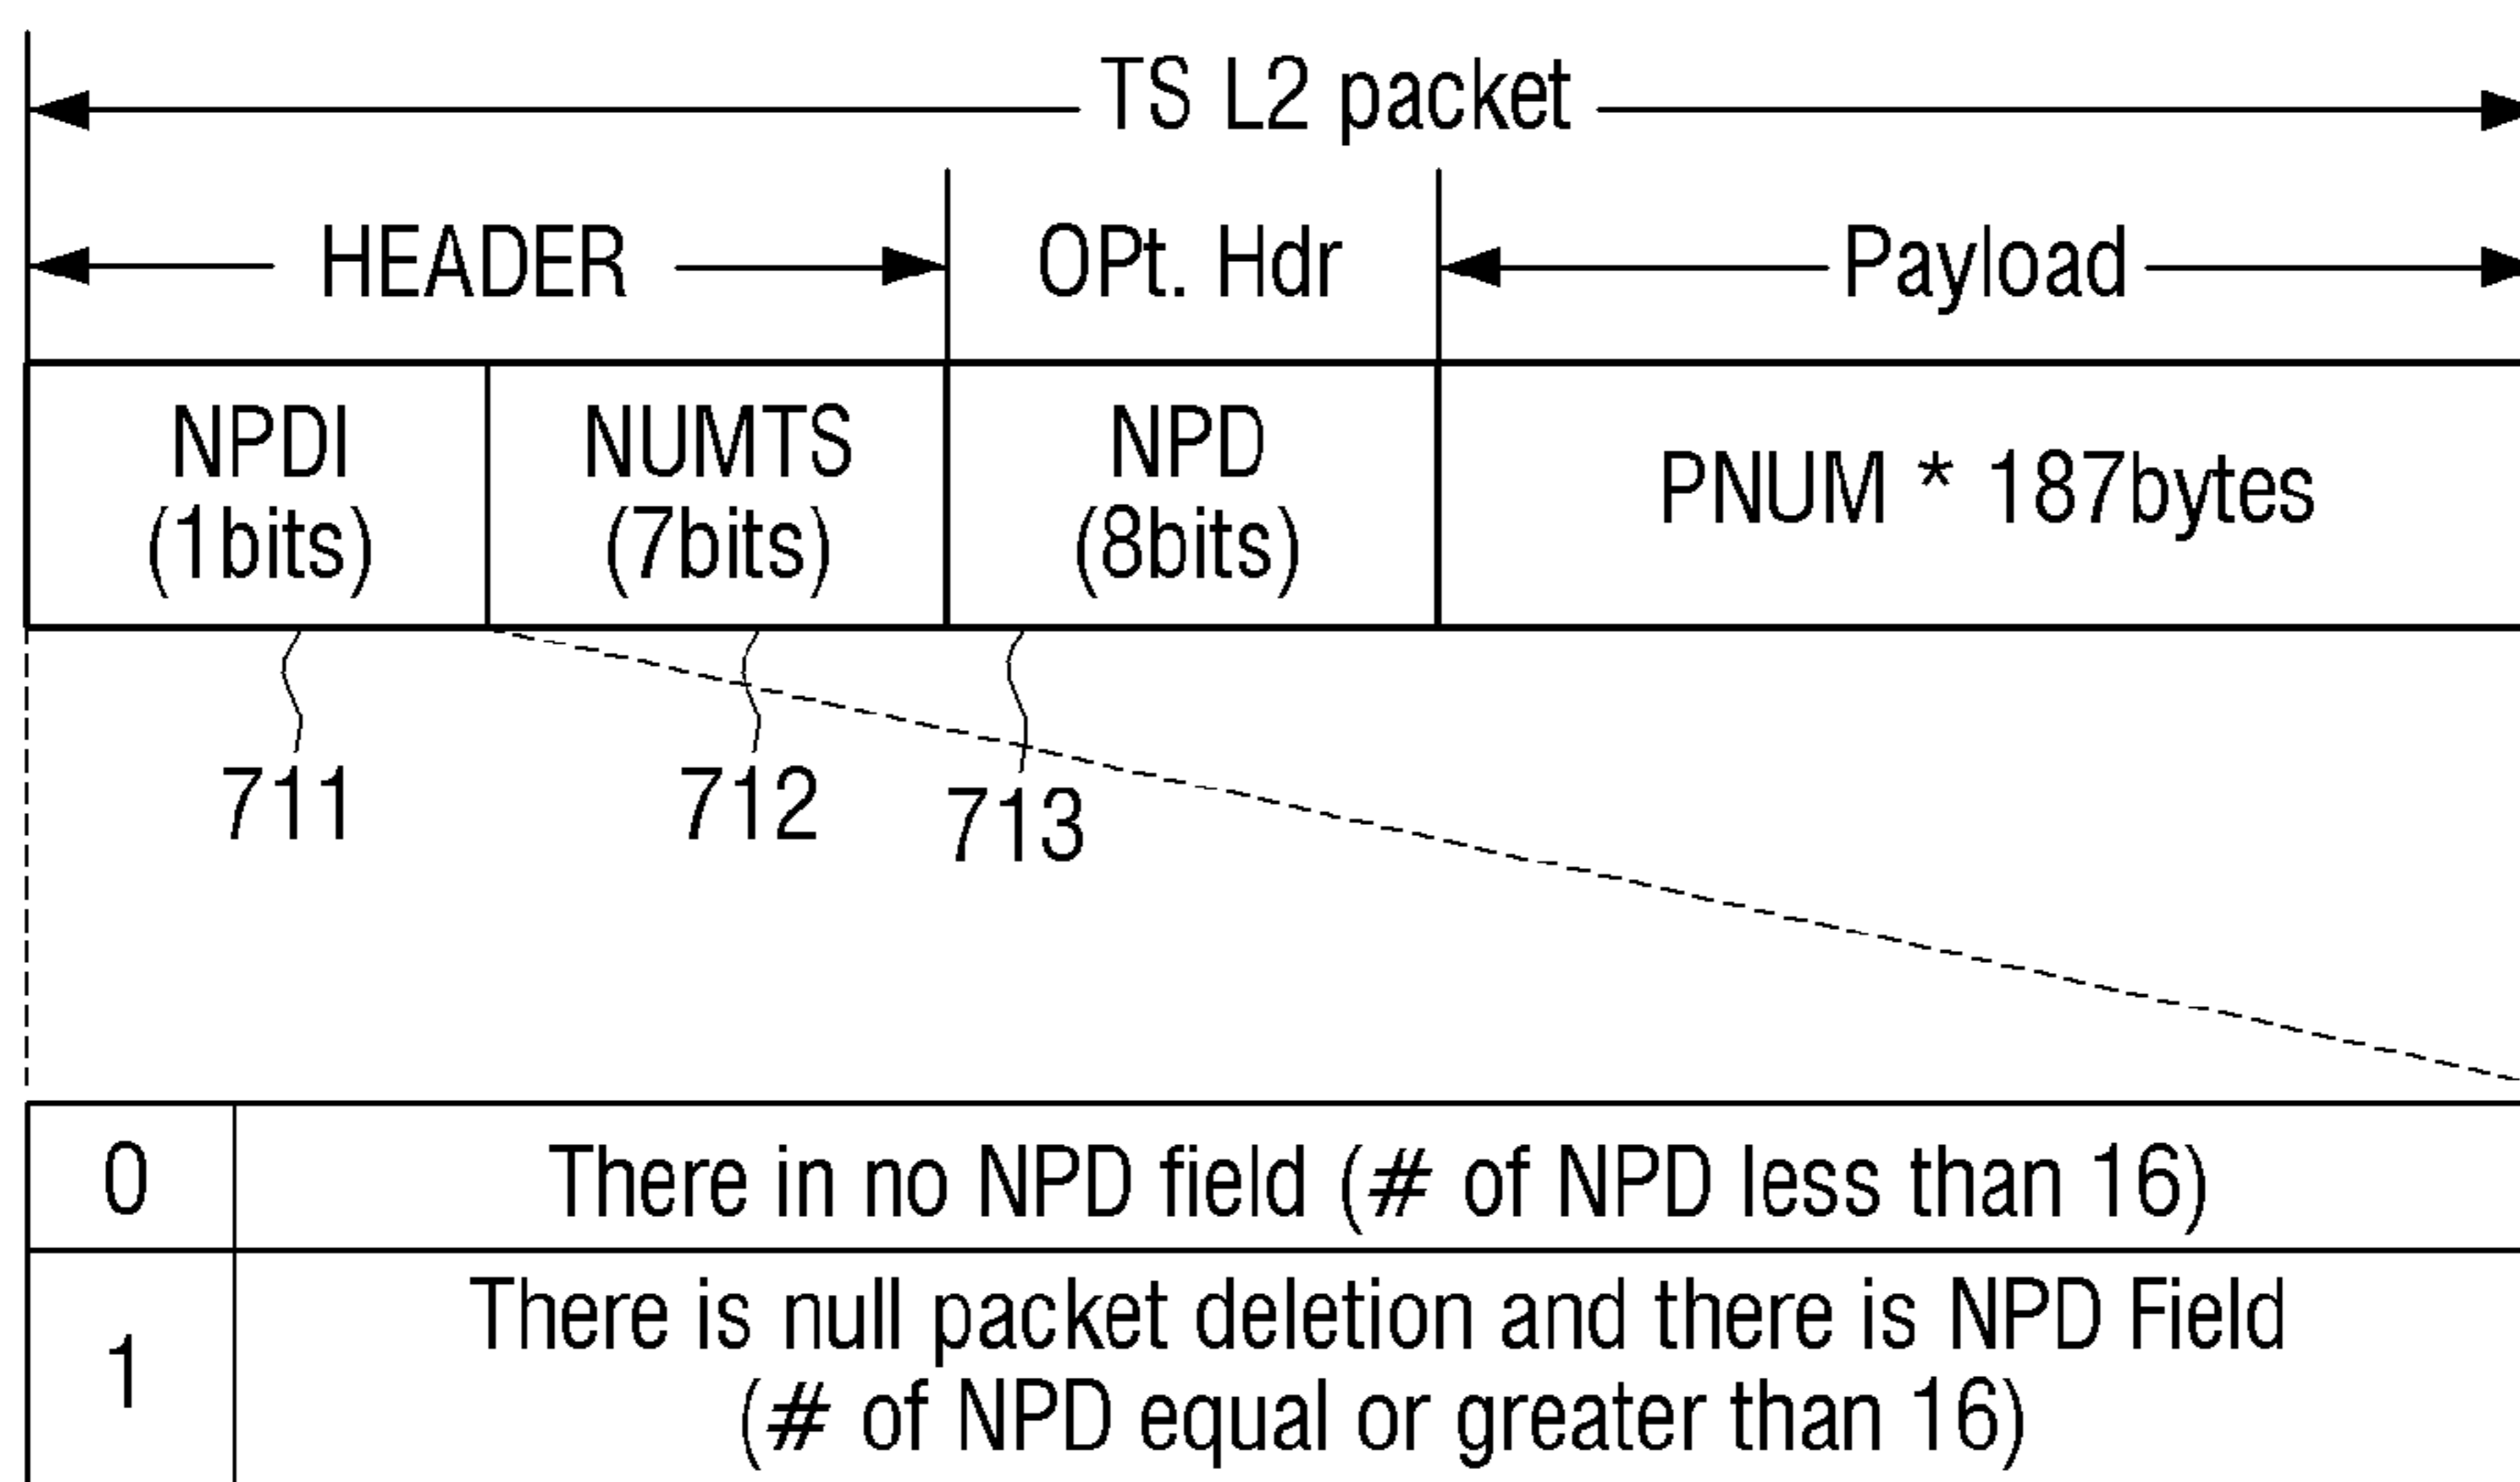 TS L2 packet
HEADER
OPt. Hdr
Payload
NPDI
(1bits)
NUMTS
(7bits)
NPD
(8bits)
PNUM * 187bytes
711
712
713
0
There in no NPD field (# of NPD less than 16)
1
There is null packet deletion and there is NPD Field
(# of NPD equal or greater than 16)